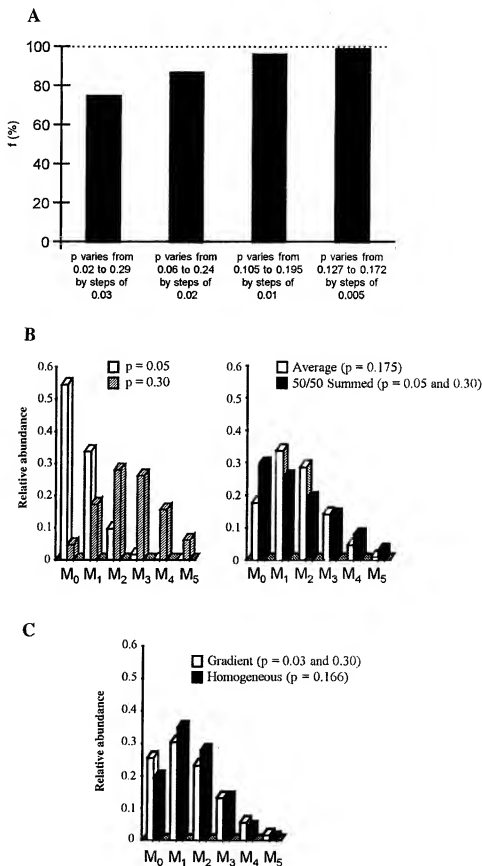 A
100
80
60
40
20
0
f (%)
p varies from 0.02 to 0.29 by steps of 0.03
p varies from 0.06 to 0.24 by steps of 0.02
p varies from 0.105 to 0.195 by steps of 0.01
p varies from 0.127 to 0.172 by steps of 0.005
B
p = 0.05
p = 0.30
0.6
0.5
0.4
0.3
0.2
0.1
0
Relative abundance
M0 M1 M2 M3 M4 M5
Average (p = 0.175)
50/50 Summed (p = 0.05 and 0.30)
0.6
0.5
0.4
0.3
0.2
0.1
0
M0 M1 M2 M3 M4 M5
C
Gradient (p = 0.03 and 0.30)
Homogeneous (p = 0.166)
0.6
0.5
0.4
0.3
0.2
0.1
0
Relative abundance
M0 M1 M2 M3 M4 M5